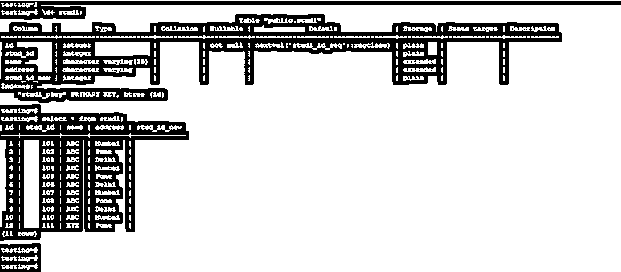 testing=#
testing=# \d+ stud1;
Table "public.stud1"
Column | Type | Collation | Nullable | Default | Storage | Stats target | Description
id | integer | | not null | nextval('stud1_id_seq'::regclass) | plain | |
stud_id | integer | | | | plain | |
name | character varying(20) | | | | extended | |
address | character varying | | | | extended | |
stud_id_new | integer | | | | plain | |
Indexes:
"stud1_pkey" PRIMARY KEY, btree (id)
testing=#
testing=# select * from stud1;
id | stud_id | name | address | stud_id_new
1 | 101 | ABC | Mumbai |
2 | 102 | ABC | Pune |
3 | 103 | ABC | Delhi |
4 | 104 | ABC | Mumbai |
5 | 105 | ABC | Pune |
6 | 106 | ABC | Delhi |
7 | 107 | ABC | Mumbai |
8 | 108 | ABC | Pune |
9 | 109 | ABC | Delhi |
10 | 110 | ABC | Mumbai |
12 | 111 | XYZ | Pune |
(11 rows)
testing=#
testing=#
testing=#